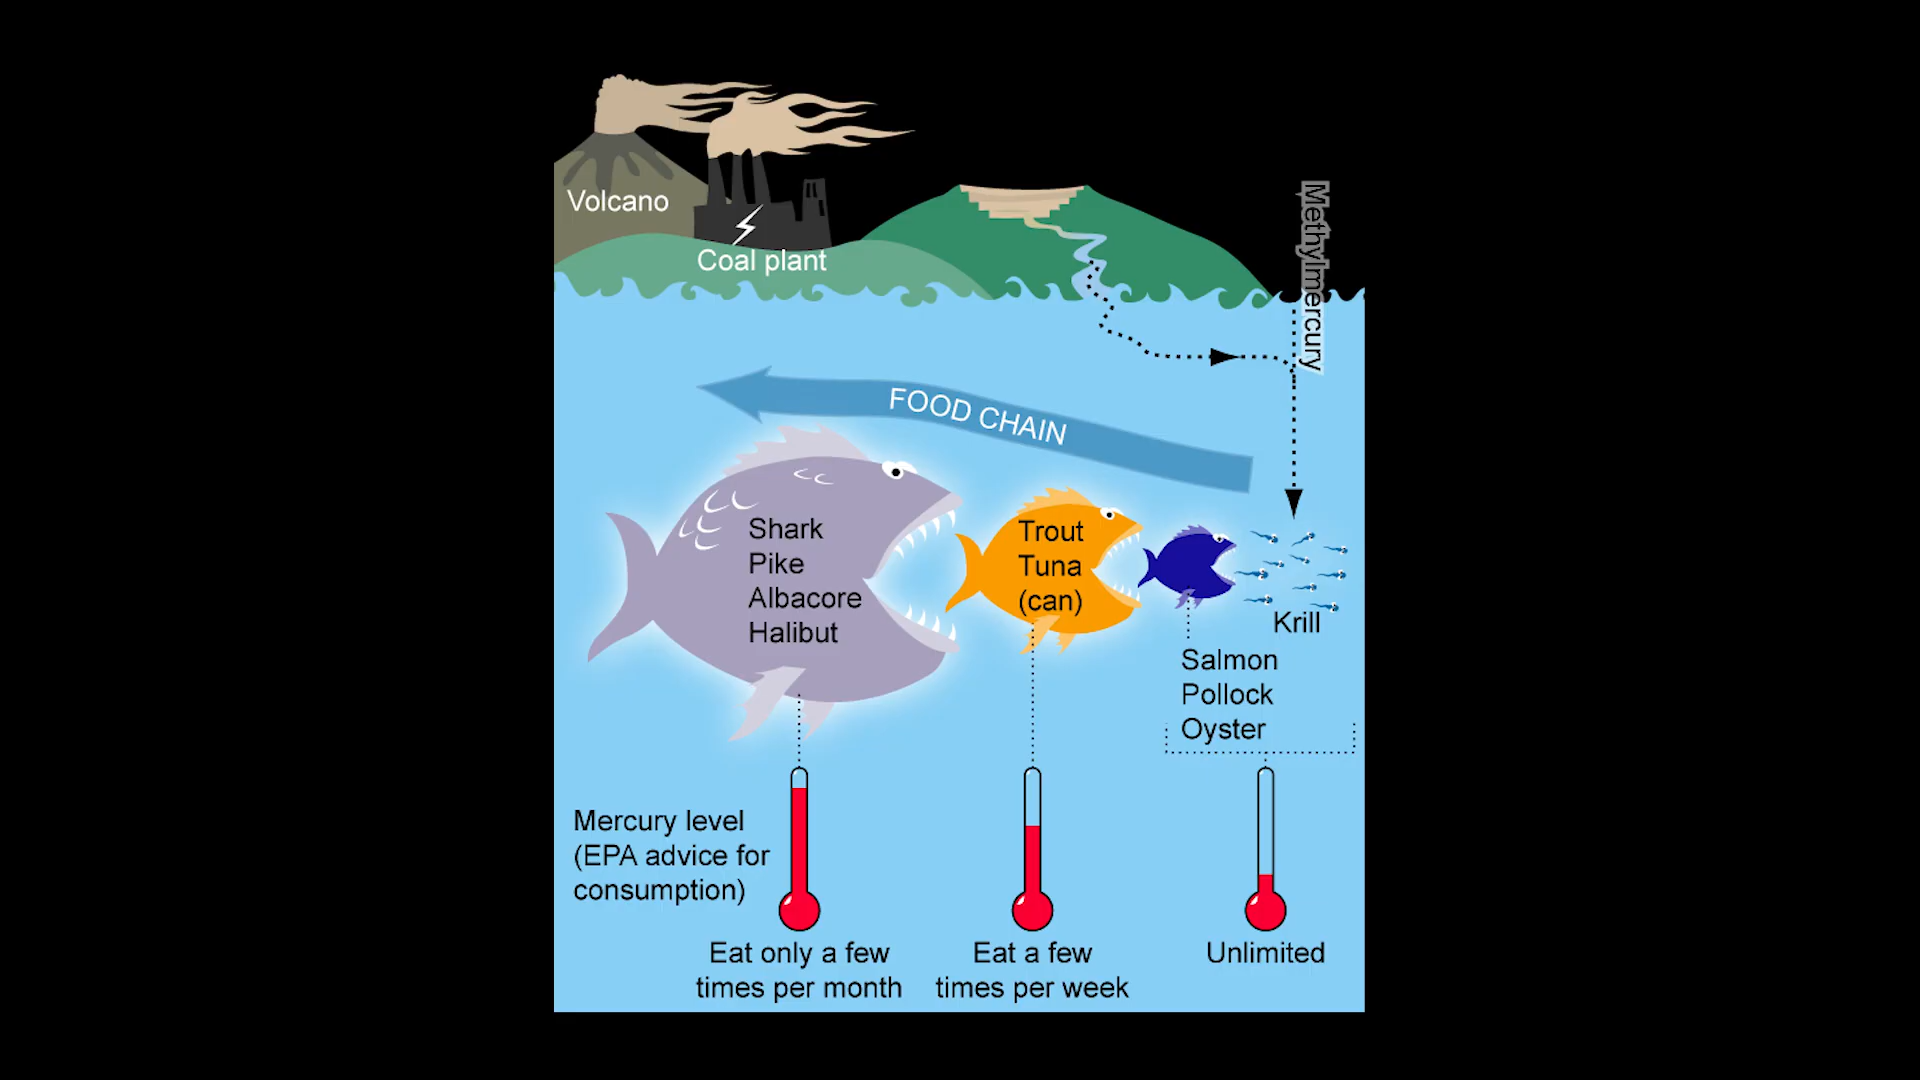 Volcano
Coal plant
Methylmercury
FOOD CHAIN
Shark
Pike
Albacore
Halibut
Trout
Tuna
(can)
Krill
Salmon
Pollock
Oyster
Mercury level
(EPA advice for
consumption)
Eat only a few
times per month
Eat a few
times per week
Unlimited